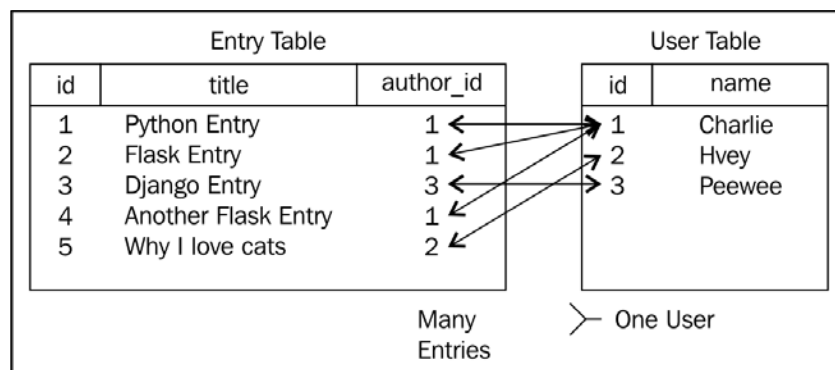 Entry Table User Table
id title author_id id name
1 Python Entry 1 1 Charlie
2 Flask Entry 1 2 Hvey
3 Django Entry 3 3 Peewee
4 Another Flask Entry 1
5 Why I love cats 2
Many One User
Entries